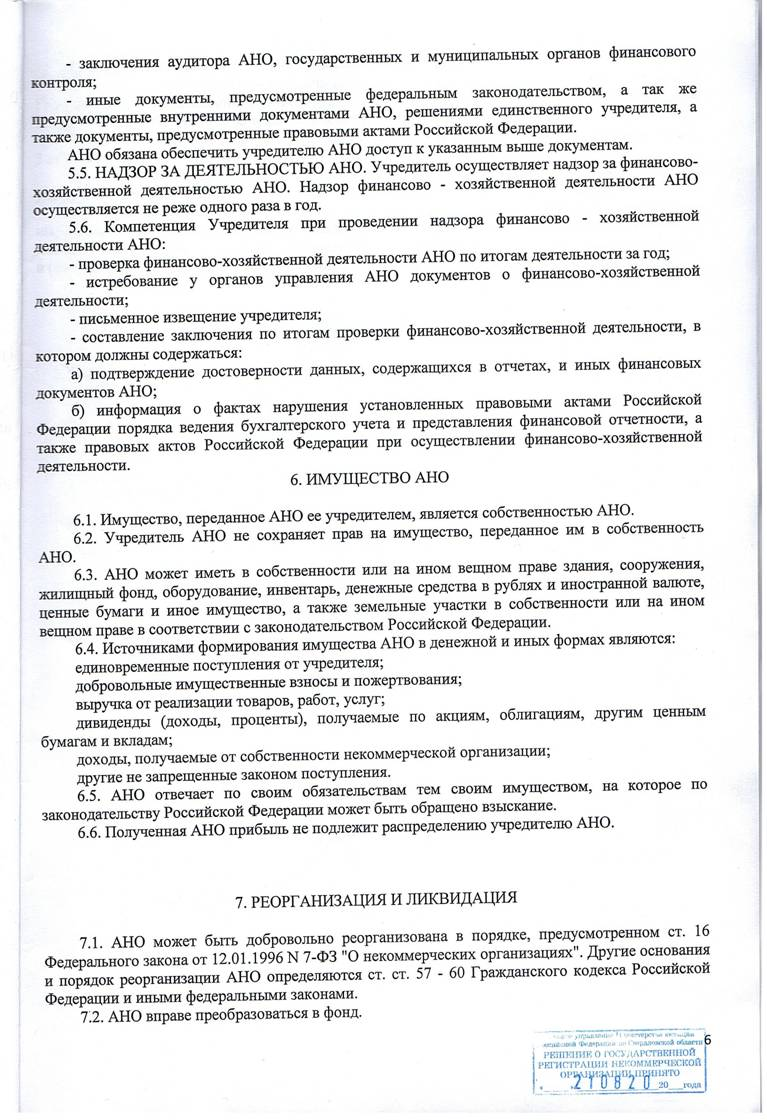 - заключения аудитора АНО, государственных и муниципальных органов финансового
контроля;
- иные документы, предусмотренные федеральным законодательством, а так же
предусмотренные внутренними документами АНО, решениями единственного учредителя, а
также документы, предусмотренные правовыми актами Российской Федерации.
АНО обязана обеспечить учредителю АНО доступ к указанным выше документам.
5.5. НАДЗОР ЗА ДЕЯТЕЛЬНОСТЬЮ АНО. Учредитель осуществляет надзор за финансово-
хозяйственной деятельностью АНО. Надзор финансово - хозяйственной деятельности АНО
осуществляется не реже одного раза в год.
5.6. Компетенция Учредителя при проведении надзора финансово - хозяйственной
деятельности АНО:
- проверка финансово-хозяйственной деятельности АНО по итогам деятельности за год;
- истребование у органов управления АНО документов о финансово-хозяйственной
деятельности;
- письменное извещение учредителя;
- составление заключения по итогам проверки финансово-хозяйственной деятельности, в
котором должны содержаться:
а) подтверждение достоверности данных, содержащихся в отчетах, и иных финансовых
документов АНО;
б) информация о фактах нарушения установленных правовыми актами Российской
Федерации порядка ведения бухгалтерского учета и представления финансовой отчетности, а
также правовых актов Российской Федерации при осуществлении финансово-хозяйственной
деятельности.
6. ИМУЩЕСТВО АНО
6.1. Имущество, переданное АНО ее учредителем, является собственностью АНО.
6.2. Учредитель АНО не сохраняет прав на имущество, переданное им в собственность
АНО.
6.3. АНО может иметь в собственности или на ином вещном праве здания, сооружения,
жилищный фонд, оборудование, инвентарь, денежные средства в рублях и иностранной валюте,
ценные бумаги и иное имущество, а также земельные участки в собственности или на ином
вещном праве в соответствии с законодательством Российской Федерации.
6.4. Источниками формирования имущества АНО в денежной и иных формах являются:
единовременные поступления от учредителя;
добровольные имущественные взносы и пожертвования;
выручка от реализации товаров, работ, услуг;
дивиденды (доходы, проценты), получаемые по акциям, облигациям, другим ценным
бумагам и вкладам;
доходы, получаемые от собственности некоммерческой организации;
другие не запрещенные законом поступления.
6.5. АНО отвечает по своим обязательствам тем своим имуществом, на которое по
законодательству Российской Федерации может быть обращено взыскание.
6.6. Полученная АНО прибыль не подлежит распределению учредителю АНО.
7. РЕОРГАНИЗАЦИЯ И ЛИКВИДАЦИЯ
7.1. АНО может быть добровольно реорганизована в порядке, предусмотренном ст. 16
Федерального закона от 12.01.1996 N 7-ФЗ "О некоммерческих организациях". Другие основания
и порядок реорганизации АНО определяются ст. ст. 57 - 60 Гражданского кодекса Российской
Федерации и иными федеральными законами.
7.2. АНО вправе преобразоваться в фонд.
6
Федерации по Свердловской области
РЕШЕНИЕ О ГОСУДАРСТВЕННОЙ
РЕГИСТРАЦИИ НЕКОММЕРЧЕСКОЙ
ОРГАНИЗАЦИИ ПРИНЯТО
210820 20 года